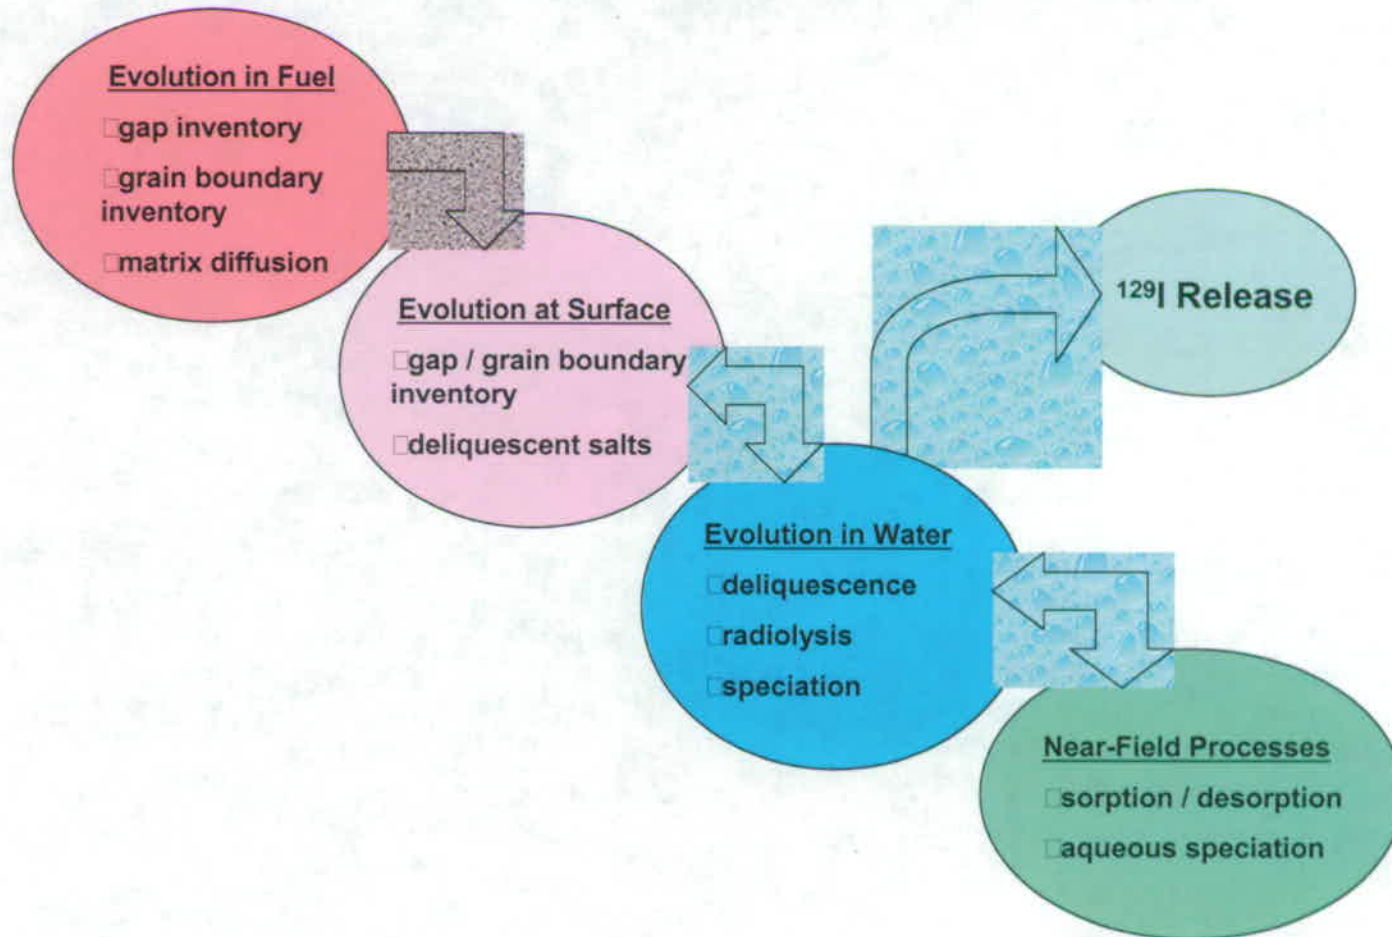 Evolution in Fuel
□gap inventory
□grain boundary
inventory
□matrix diffusion
Evolution at Surface
□gap / grain boundary
inventory
□deliquescent salts
¹²⁹I Release
Evolution in Water
□deliquescence
□radiolysis
□speciation
Near-Field Processes
□sorption / desorption
□aqueous speciation